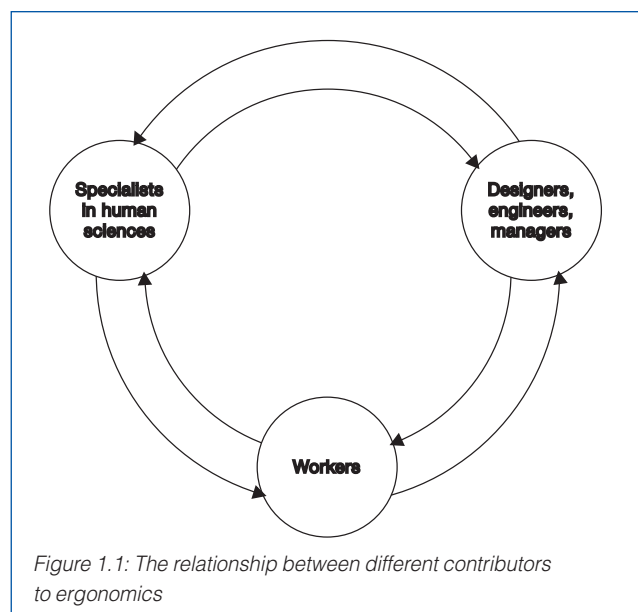 Specialists
in human
sciences
Designers,
engineers,
managers
Workers
Figure 1.1: The relationship between different contributors
to ergonomics